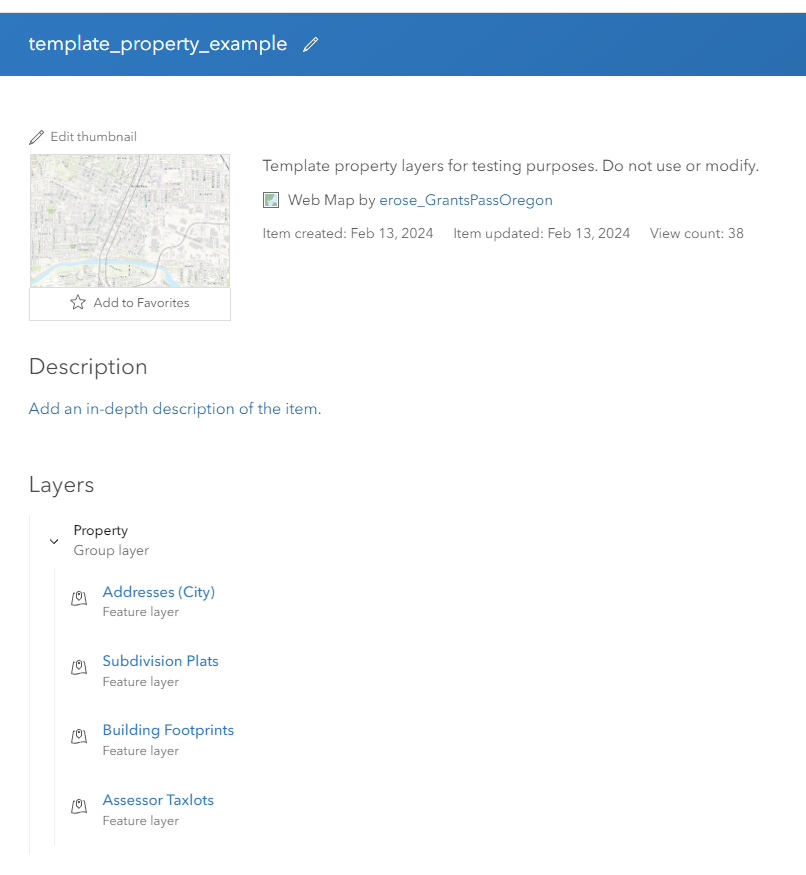 template_property_example
Edit thumbnail
Template property layers for testing purposes. Do not use or modify.
Web Map by erose_GrantsPassOregon
Item created: Feb 13, 2024 Item updated: Feb 13, 2024 View count: 38
Add to Favorites
Description
Add an in-depth description of the item.
Layers
Property
Group layer
Addresses (City)
Feature layer
Subdivision Plats
Feature layer
Building Footprints
Feature layer
Assessor Taxlots
Feature layer